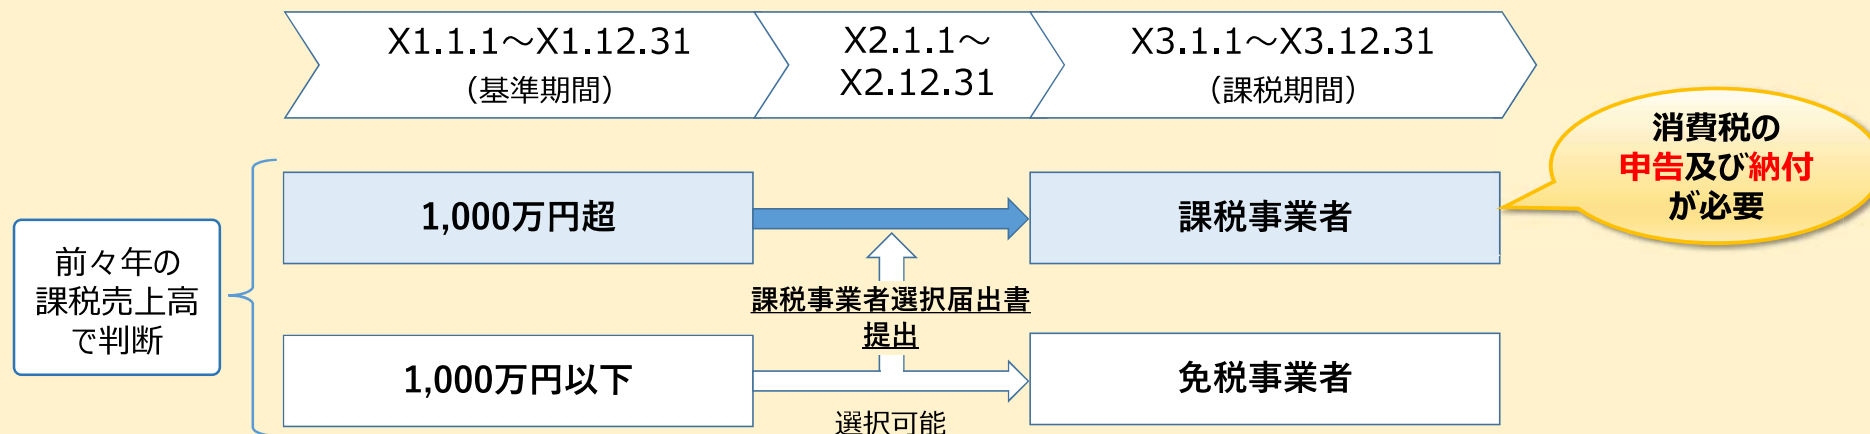 X1.1.1～X1.12.31
（基準期間）
X2.1.1～
X2.12.31
X3.1.1～X3.12.31
（課税期間）
消費税の
申告及び納付
が必要
前々年の
課税売上高
で判断
1,000万円超
課税事業者
課税事業者選択届出書
提出
1,000万円以下
免税事業者
選択可能